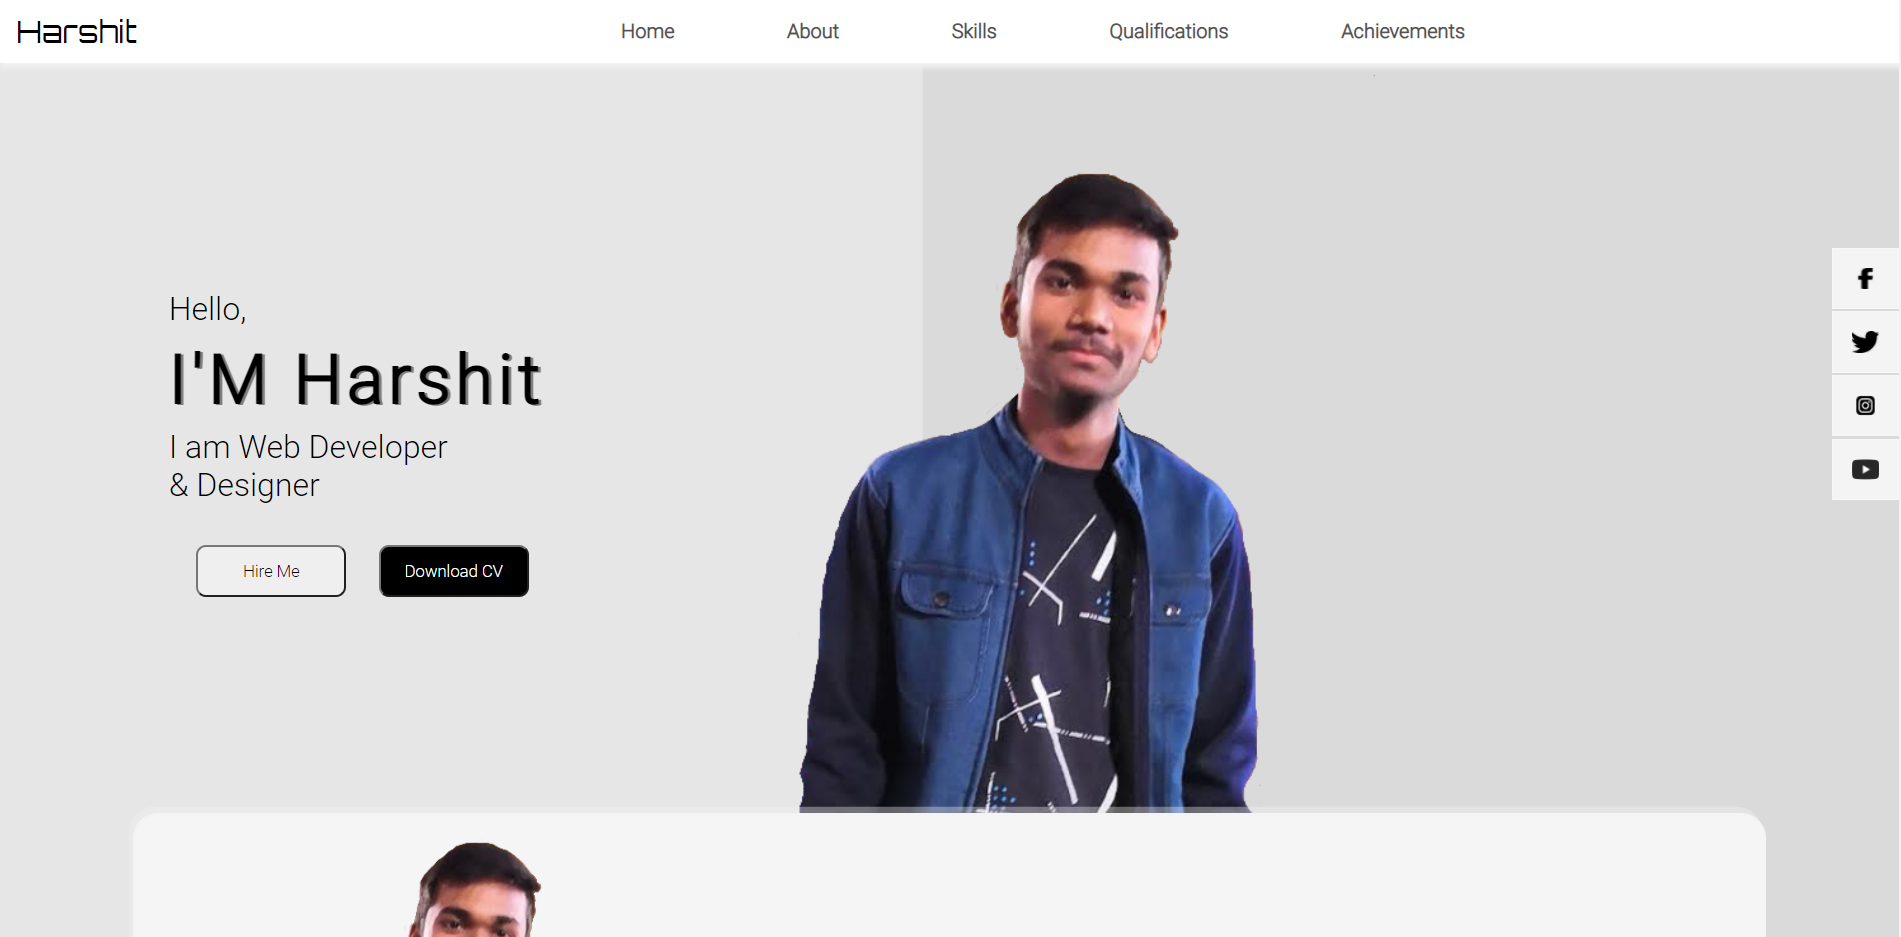 Harshit
Home
About
Skills
Qualifications
Achievements
Hello,
I'M Harshit
I am Web Developer
& Designer
Hire Me
Download CV